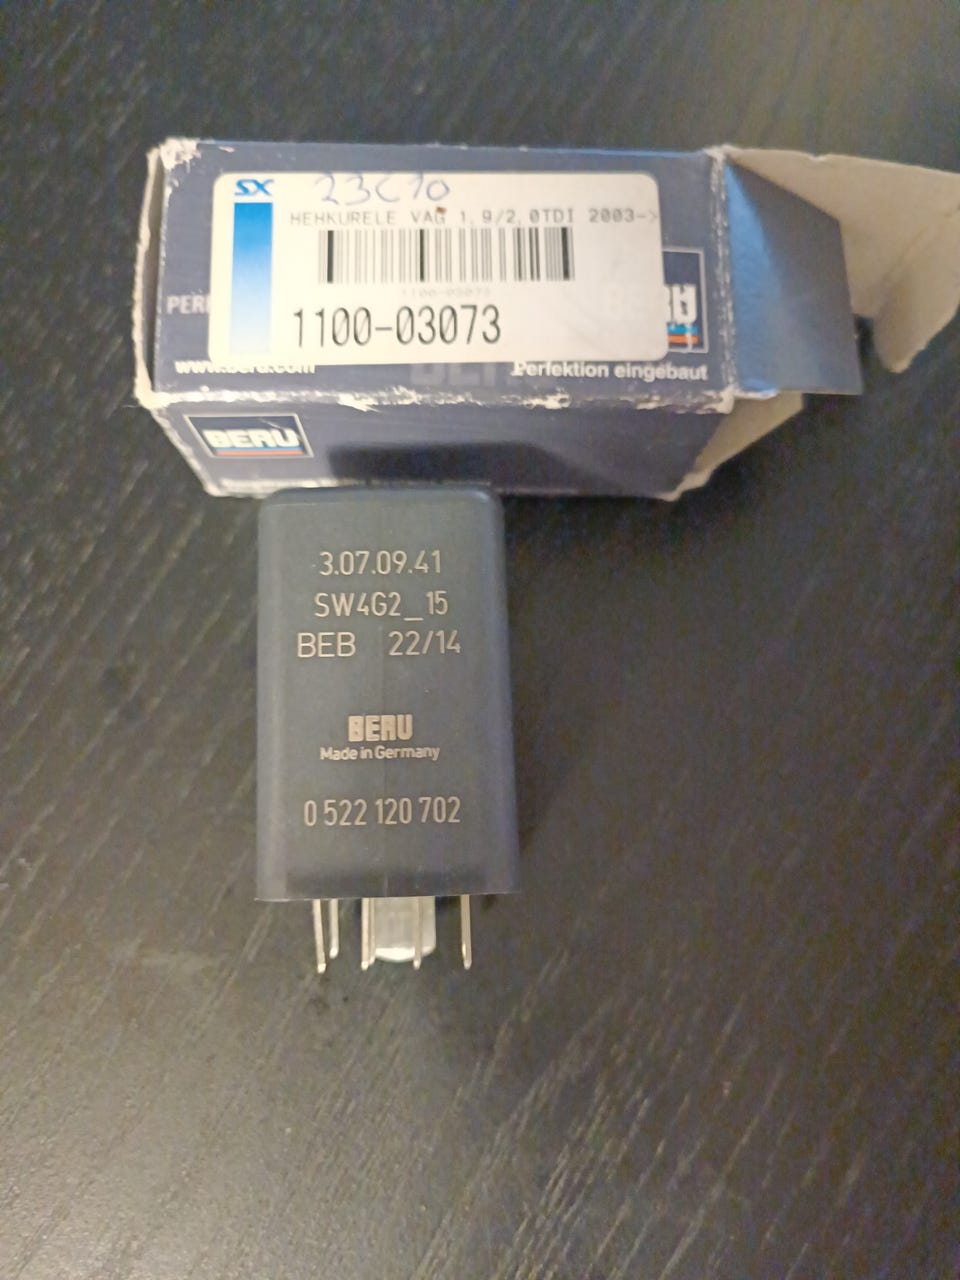 SX
23C10
HEHKURELE VAG 1,9/2,0TDI 2003->
1100-03073
1100-03073
BERU
www.beru.com
Perfektion eingebaut
BERU
3.07.09.41
SW4G2_15
BEB 22/14
BERU
Made in Germany
0 522 120 702